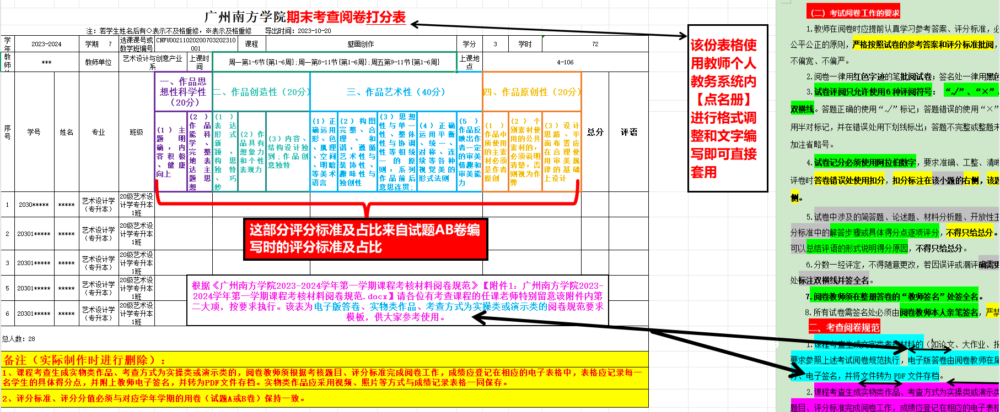 广州南方学院期末考查阅卷打分表
注：若学生姓名后有○表示不及格重修，※表示及格重修　导出时间：2023-10-20
学年 2023-2024 学期 7 选课课号或教学班编号 CNFU00211020200703202310001 课程 壁画创作 学分 3 学时 72
教师 *** 教师单位 艺术设计与创意产业系 上课时间 周一第1-5节{第1-6周};周一第8-11节{第1-6周};周五第9-11节{第1-6周} 上课地点 4-106
序号 学号 姓名 专业 班级
一、作品思想性科学性（20分）
二、作品创造性（20分）
三、作品艺术性（40分）
四、作品原创性（20分）
总分 评语
（1）主题明确，内容积极、健康向上
（2）作品能科学、完整地表达主题思想
（1）表达形式新颖，构思独特、巧妙
（2）作品具有想象力和个性表现力
（3）内容、结构设计独到；作品创意独特
（1）正确运用形、色、肌理、空间、明暗等美术语言
（2）构图完整、合理、和谐，遵循艺术性与装饰性、趣味性与独创性
（3）思想性与单一性、整体性与协调性等相统一的原则，系列作品前后意思连贯；
（4）正确运用平衡、统一、对称、连续等各种视觉美的形式法则
（5）作品反映出作者一定的审美情趣和审美能力
（1）作品中所使用的主素材必须是作者原创
（2）个别素材使用的公共素材的，必须说明清楚，否则视为作弊
（3）设计思路、平面布置应在合理使用审美规律的基础上设计
1 2030***** ***** 艺术设计学（专升本） 20级艺术设计学专升本1班
2 20301***** ***** 艺术设计学（专升本） 20级艺术设计学专升本1班
3 20301***** ***** 艺术设计学（专升本） 20级艺术设计学专升本1班
5 20301***** ***** 艺术设计学（专升本） 20级艺术设计学专升本1班
6 20301***** ***** 艺术设计学（专升本） 20级艺术设计学专升本1班
这部分评分标准及占比来自试题AB卷编
写时的评分标准及占比
根据《广州南方学院2023-2024学年第一学期课程考核材料阅卷规范》【附件1：广州南方学院2023-
2024学年第一学期课程考核材料阅卷规范.docx】请各位有考查课程的任课老师特别留意该附件内第
二大项，按要求执行。该表为电子版答卷、实物类作品、考查方式为实操类或演示类的阅卷规范要求
模板，供大家参考使用。
总人数：28
备注（实际制作时进行删除）：
1、课程考查生成实物类作品、考查方式为实操类或演示类的，阅卷教师须根据考核题目、评分标准完成阅卷工作，成绩应登记在相应的电子表格中，表格应记录每一
名学生的具体得分点，并附上教师电子签名，并转为PDF文件存档。实物类作品应采用视频、照片等方式与成绩记录表格一同保存。
2、评分标准、评分分值必须与对应学年学期的用卷（试题A或B卷）保持一致。
该份表格使
用教师个人
教务系统内
【点名册】
进行格式调
整和文字编
写即可直接
套用
（二）考试阅卷工作的要求
1.教师在阅卷时应提前认真学习参考答案、评分标准，必
公平公正的原则，严格按照试卷的参考答案和评分标准批阅，
不偏宽、不偏严。
2.阅卷一律用红色字迹的笔批阅试卷；签名处一律用黑色
3.试卷评阅只允许使用6种评阅符号：“√”、“×”、
双横线。答题正确的使用“√”标记；答题错误的使用“×”
用半对标记，并在错误处用下划线标出；答题不完整或整题未
加注省略号。
4.试卷记分必须使用阿拉伯数字，要求准确、工整、清晰
评卷时答卷错误处使用扣分，扣分标注在该小题的右侧，该题
侧。
5.试卷中涉及的简答题、论述题、材料分析题、开放性主
分标准中的解答步骤或具体得分点逐项评分，不得只给总分。
可以总结评语的形式说明得分原因，不得只给总分。
6.分数一经评定，不得随意更改，若因误评或漏评确需更
处标注双横线并签全名。
7.阅卷教师须在整册答卷的“教师签名”处签全名。
8.所有试卷需签名处必须由阅卷教师本人亲笔签名，严禁
二、考查阅卷规范
1.课程考查生成文字类考核材料的（如论文、大作业、报
要求参照上述考试阅卷规范执行，电子版答卷由阅卷教师在尾
、电子签名，并将文件转为 PDF 文件存档。
2.课程考查生成实物类作品、考查方式为实操类或演示类
题目、评分标准完成阅卷工作，成绩应登记在相应的电子表格